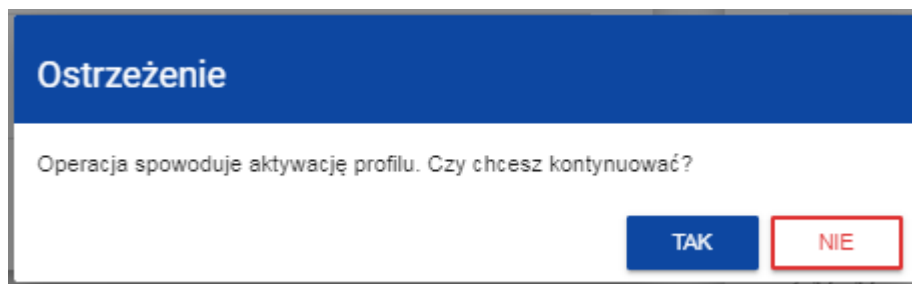 Ostrzeżenie
Operacja spowoduje aktywację profilu. Czy chcesz kontynuować?
TAK NIE